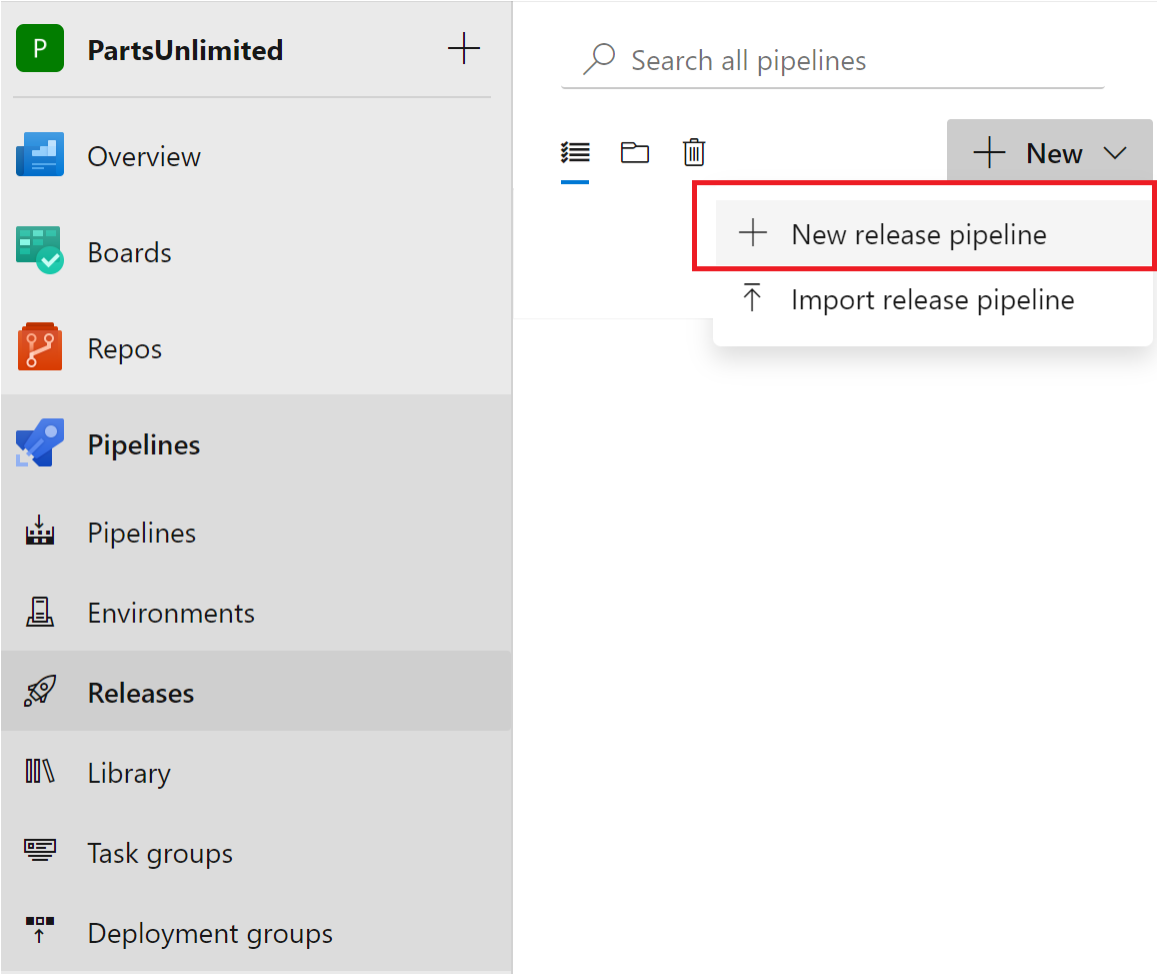 P PartsUnlimited
Overview
Boards
Repos
Pipelines
Pipelines
Environments
Releases
Library
Task groups
Deployment groups
Search all pipelines
New
New release pipeline
Import release pipeline